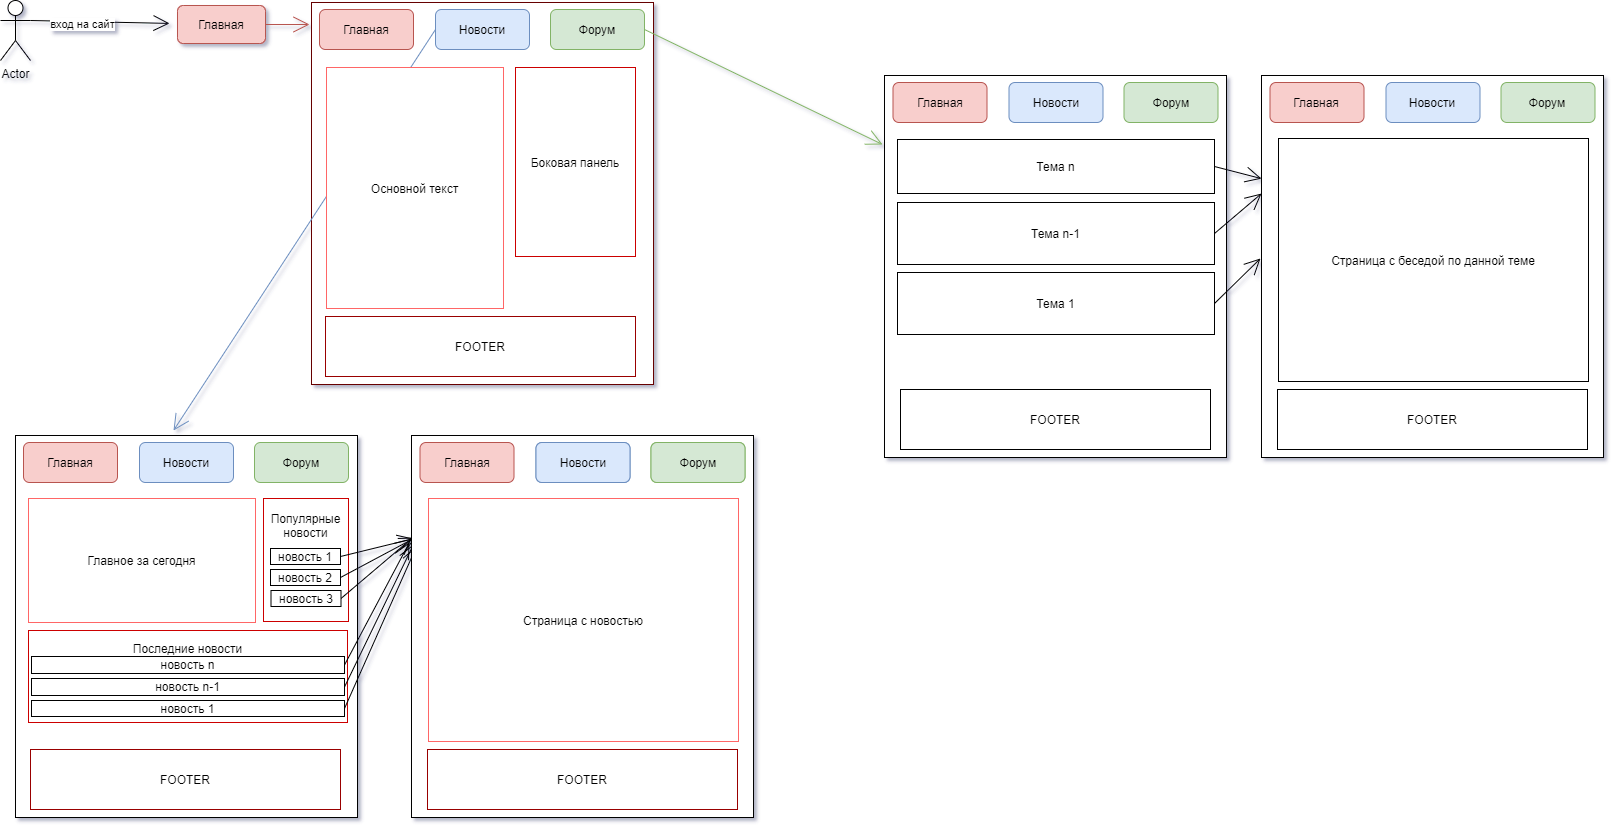 вход на сайт
Actor
Главная
Главная
Новости
Форум
Основной текст
Боковая панель
FOOTER
Главная
Новости
Форум
Тема n
Тема n-1
Тема 1
FOOTER
Главная
Новости
Форум
Страница с беседой по данной теме
FOOTER
Главная
Новости
Форум
Главное за сегодня
Популярные
новости
новость 1
новость 2
новость 3
Последние новости
новость n
новость n-1
новость 1
FOOTER
Главная
Новости
Форум
Страница с новостью
FOOTER